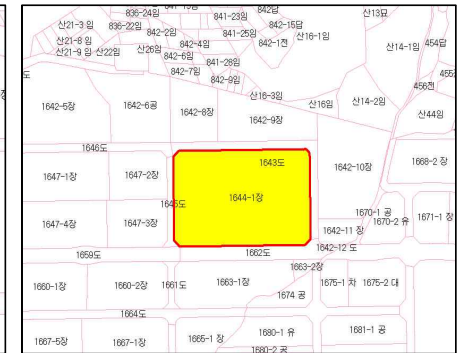 836-24임 841-23임 842답 산13묘
산21-3 임 836-22임 842-2임 841-25임 842-15답 산16-1임
산21-8 임 842-4임 842-1전 산14-1임 454답
산21-9 임 산22임 산26임 842-6임 841-28임
842-7임 842-9임 산16-3임 산16임 산14-2임 456전
1642-5장 1642-6공 1642-8장 1642-9장 산44임
1646도 1643도
1647-1장 1647-2장 1642-10장 1668-2 장
1645도 1644-1장
1670-1 공
1647-4장 1647-3장 1670-2 유 1671-1 장
1642-11 장
1659도 1662도 1642-12 도
1663-2장
1660-1장 1660-2장 1661도 1663-1장 1675-1 차 1675-2 대
1674 공
1664도
1667-5장 1667-1장 1665-1 장 1680-1 유 1681-1 공
1680-2 공